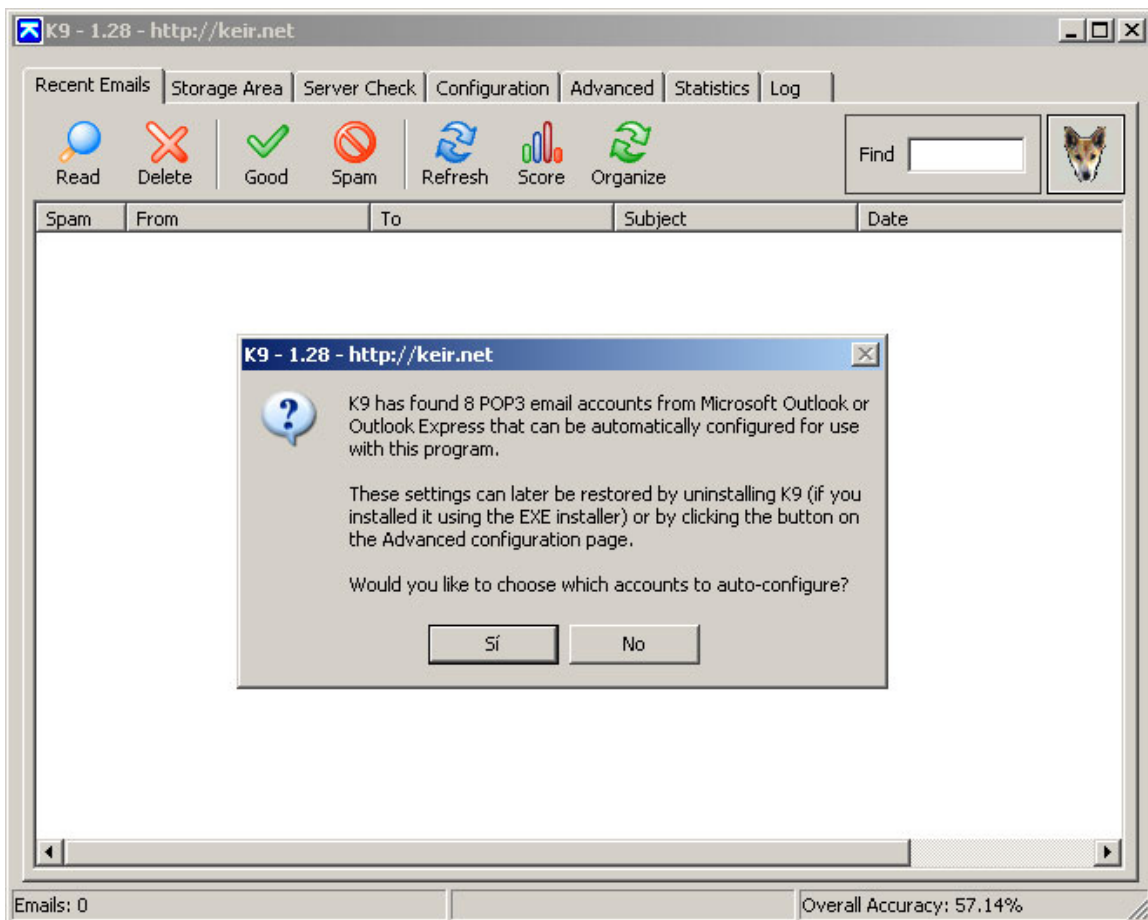 K9 - 1.28 - http://keir.net
Recent Emails Storage Area Server Check Configuration Advanced Statistics Log
Read Delete Good Spam Refresh Score Organize Find
Spam From To Subject Date
K9 - 1.28 - http://keir.net
K9 has found 8 POP3 email accounts from Microsoft Outlook or
Outlook Express that can be automatically configured for use
with this program.
These settings can later be restored by uninstalling K9 (if you
installed it using the EXE installer) or by clicking the button on
the Advanced configuration page.
Would you like to choose which accounts to auto-configure?
Sí No
Emails: 0 Overall Accuracy: 57.14%